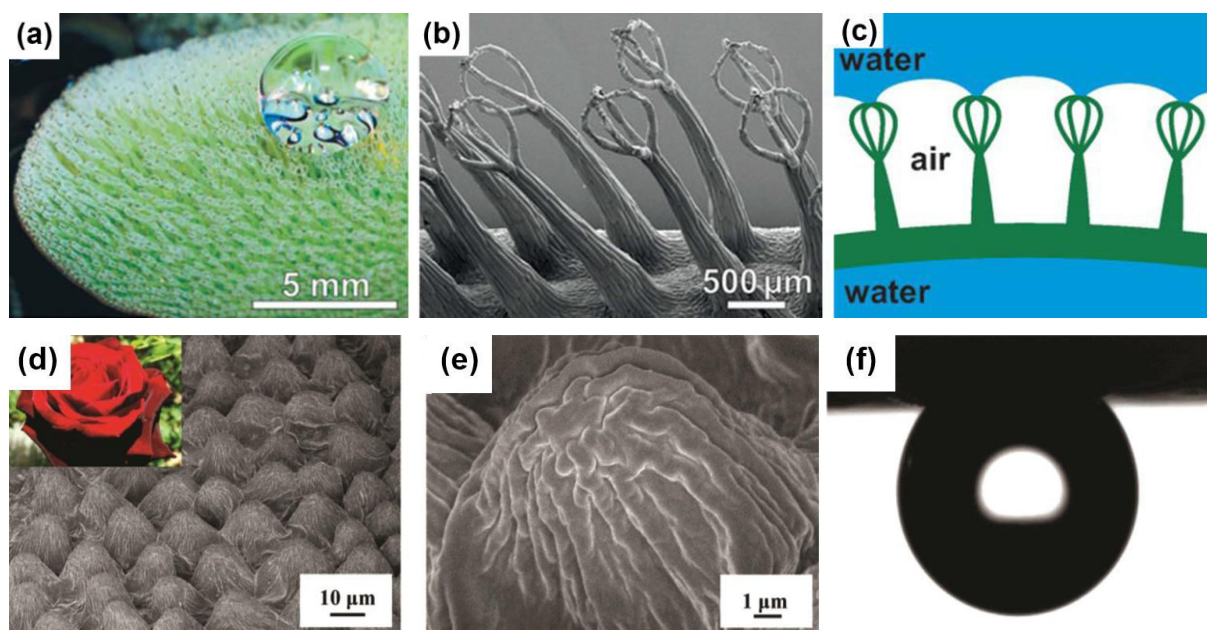 (a)
5 mm
(b)
500 µm
(c)
water
air
water
(d)
10 µm
(e)
1 µm
(f)